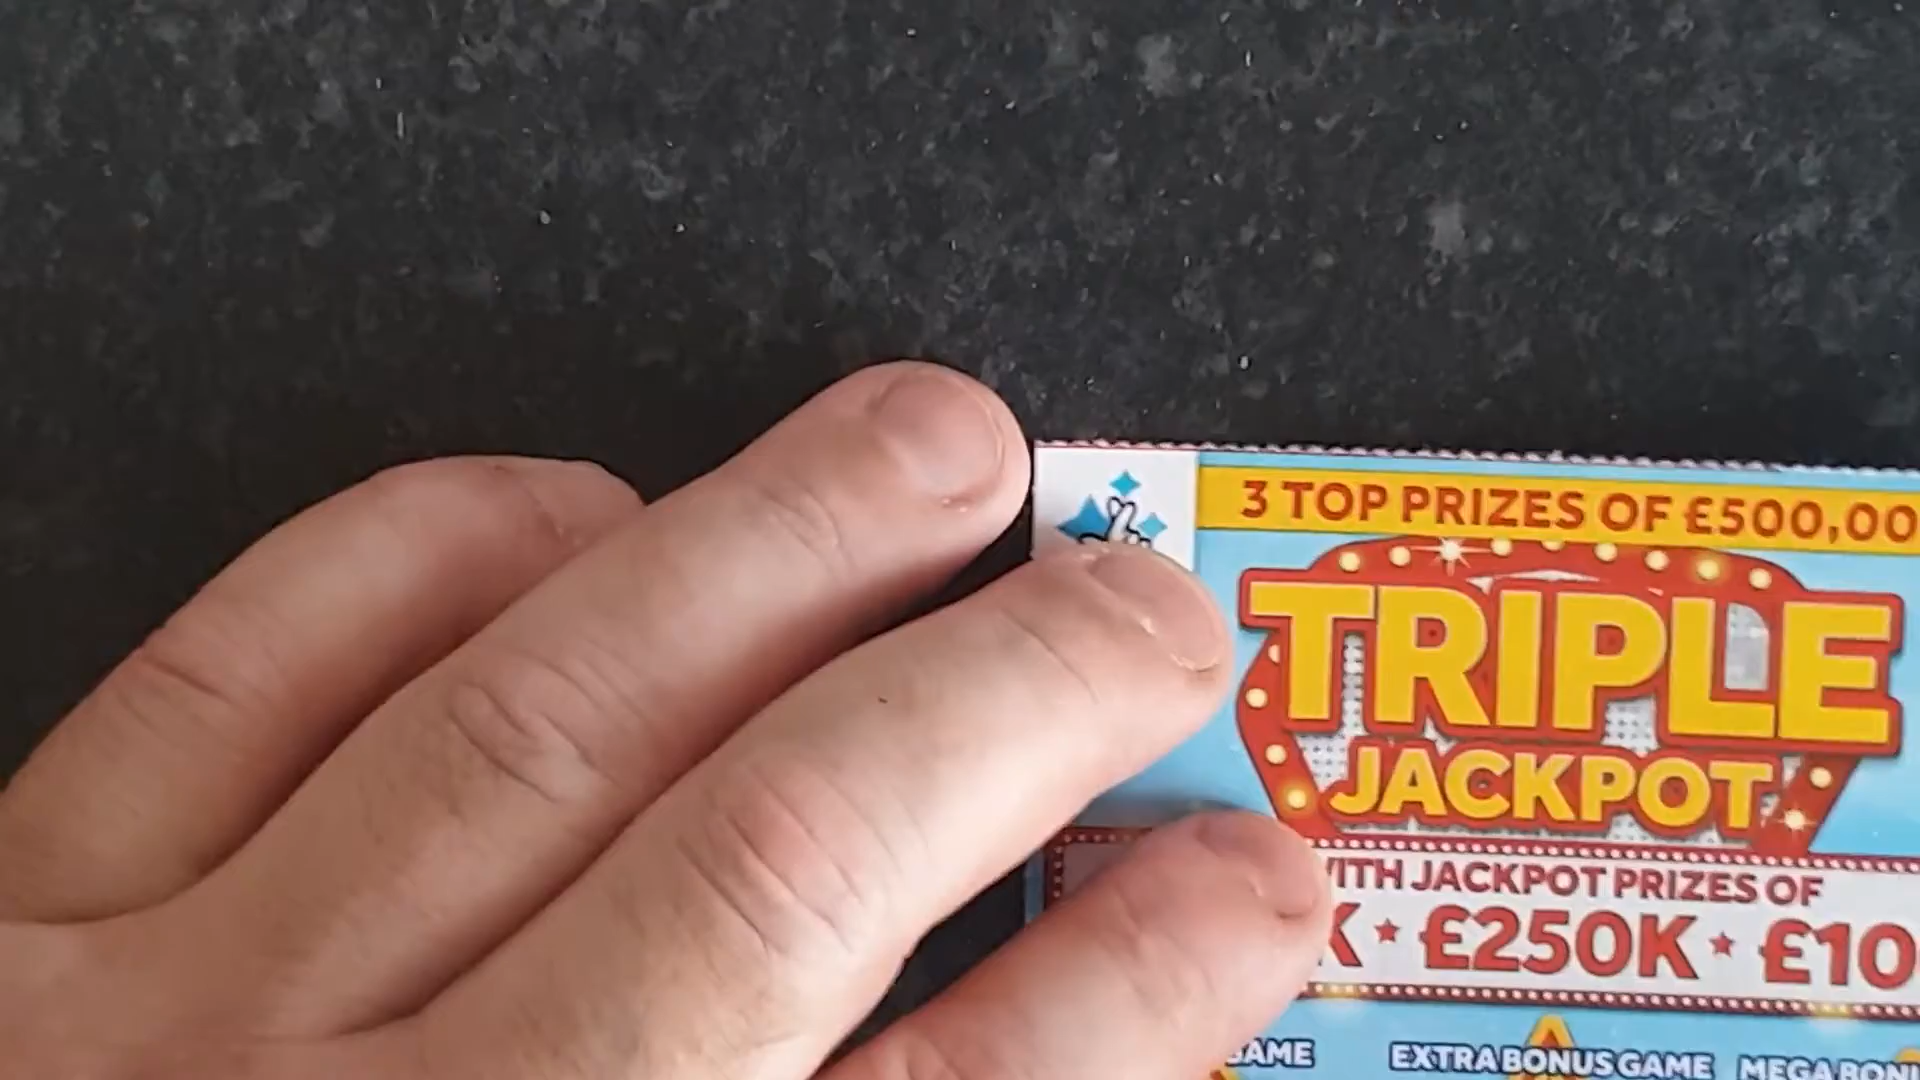 3 TOP PRIZES OF £500,00
TRIPLE
JACKPOT
WITH JACKPOT PRIZES OF
K ★ £250K ★ £10
GAME EXTRA BONUS GAME MEGA BONU